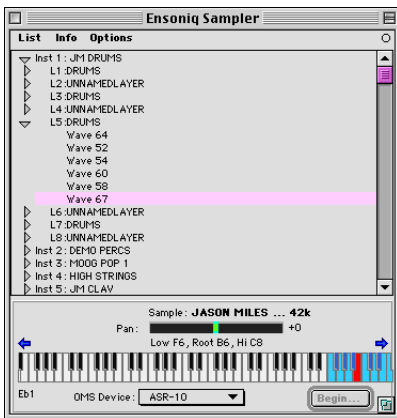 Ensoniq Sampler
List Info Options
Inst 1 : JM DRUMS
L1 :DRUMS
L2 :UNNAMEDLAYER
L3 :DRUMS
L4 :UNNAMEDLAYER
L5 :DRUMS
Wave 64
Wave 52
Wave 54
Wave 60
Wave 58
Wave 67
L6 :UNNAMEDLAYER
L7 :DRUMS
L8 :UNNAMEDLAYER
Inst 2 : DEMO PERCS
Inst 3 : MOOG POP 1
Inst 4 : HIGH STRINGS
Inst 5 : JM CLAV
Sample : JASON MILES ... 42k
Pan : +0
Low F6, Root B6, Hi C8
Eb1 OMS Device : ASR-10 Begin...